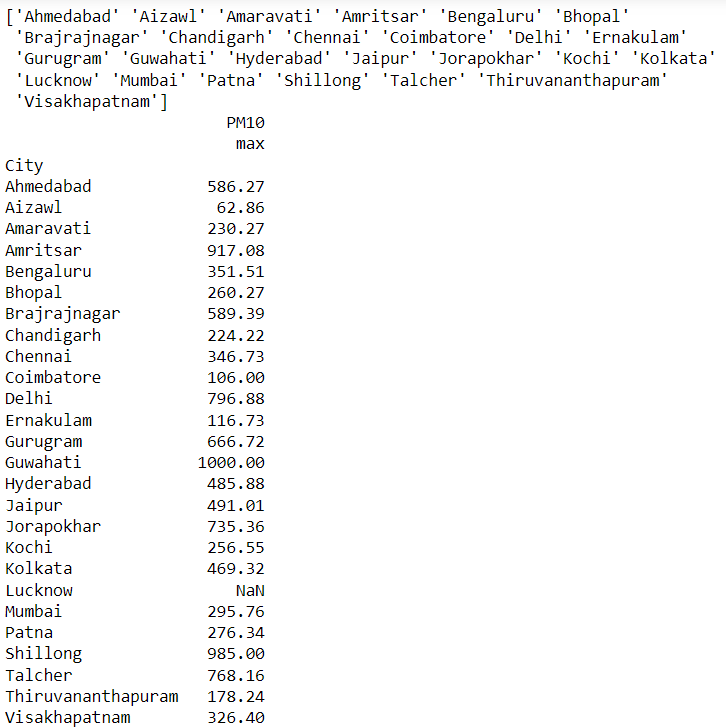 ['Ahmedabad' 'Aizawl' 'Amaravati' 'Amritsar' 'Bengaluru' 'Bhopal'
 'Brajrajnagar' 'Chandigarh' 'Chennai' 'Coimbatore' 'Delhi' 'Ernakulam'
 'Gurugram' 'Guwahati' 'Hyderabad' 'Jaipur' 'Jorapokhar' 'Kochi' 'Kolkata'
 'Lucknow' 'Mumbai' 'Patna' 'Shillong' 'Talcher' 'Thiruvananthapuram'
 'Visakhapatnam']
                       PM10
                        max
City
Ahmedabad            586.27
Aizawl                62.86
Amaravati            230.27
Amritsar             917.08
Bengaluru            351.51
Bhopal               260.27
Brajrajnagar         589.39
Chandigarh           224.22
Chennai              346.73
Coimbatore           106.00
Delhi                796.88
Ernakulam            116.73
Gurugram             666.72
Guwahati            1000.00
Hyderabad            485.88
Jaipur               491.01
Jorapokhar           735.36
Kochi                256.55
Kolkata              469.32
Lucknow                 NaN
Mumbai               295.76
Patna                276.34
Shillong             985.00
Talcher              768.16
Thiruvananthapuram   178.24
Visakhapatnam        326.40